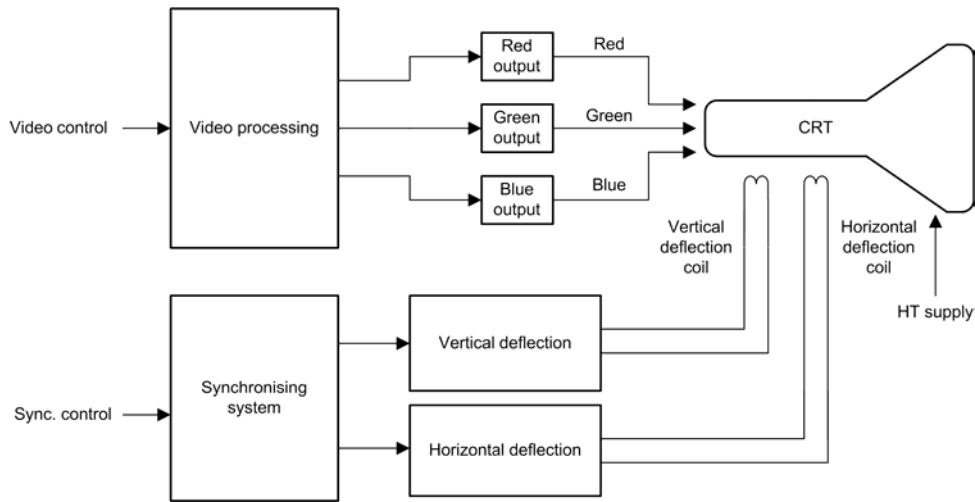 Video control
Video processing
Red
output
Green
output
Blue
output
Red
Green
Blue
CRT
Vertical
deflection
coil
Horizontal
deflection
coil
HT supply
Sync. control
Synchronising
system
Vertical deflection
Horizontal deflection